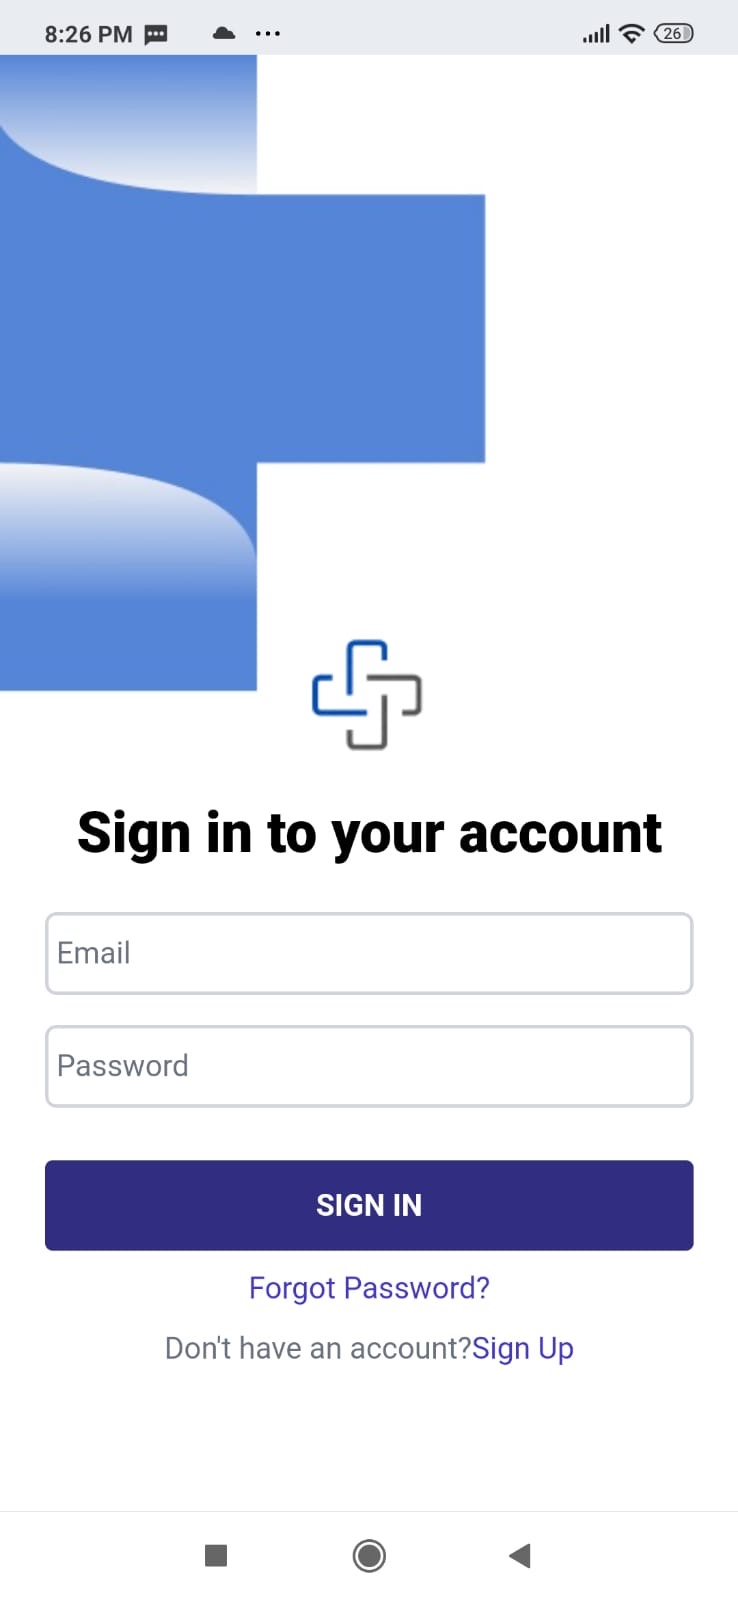 8:26 PM
26
Sign in to your account
Email
Password
SIGN IN
Forgot Password?
Don't have an account?Sign Up